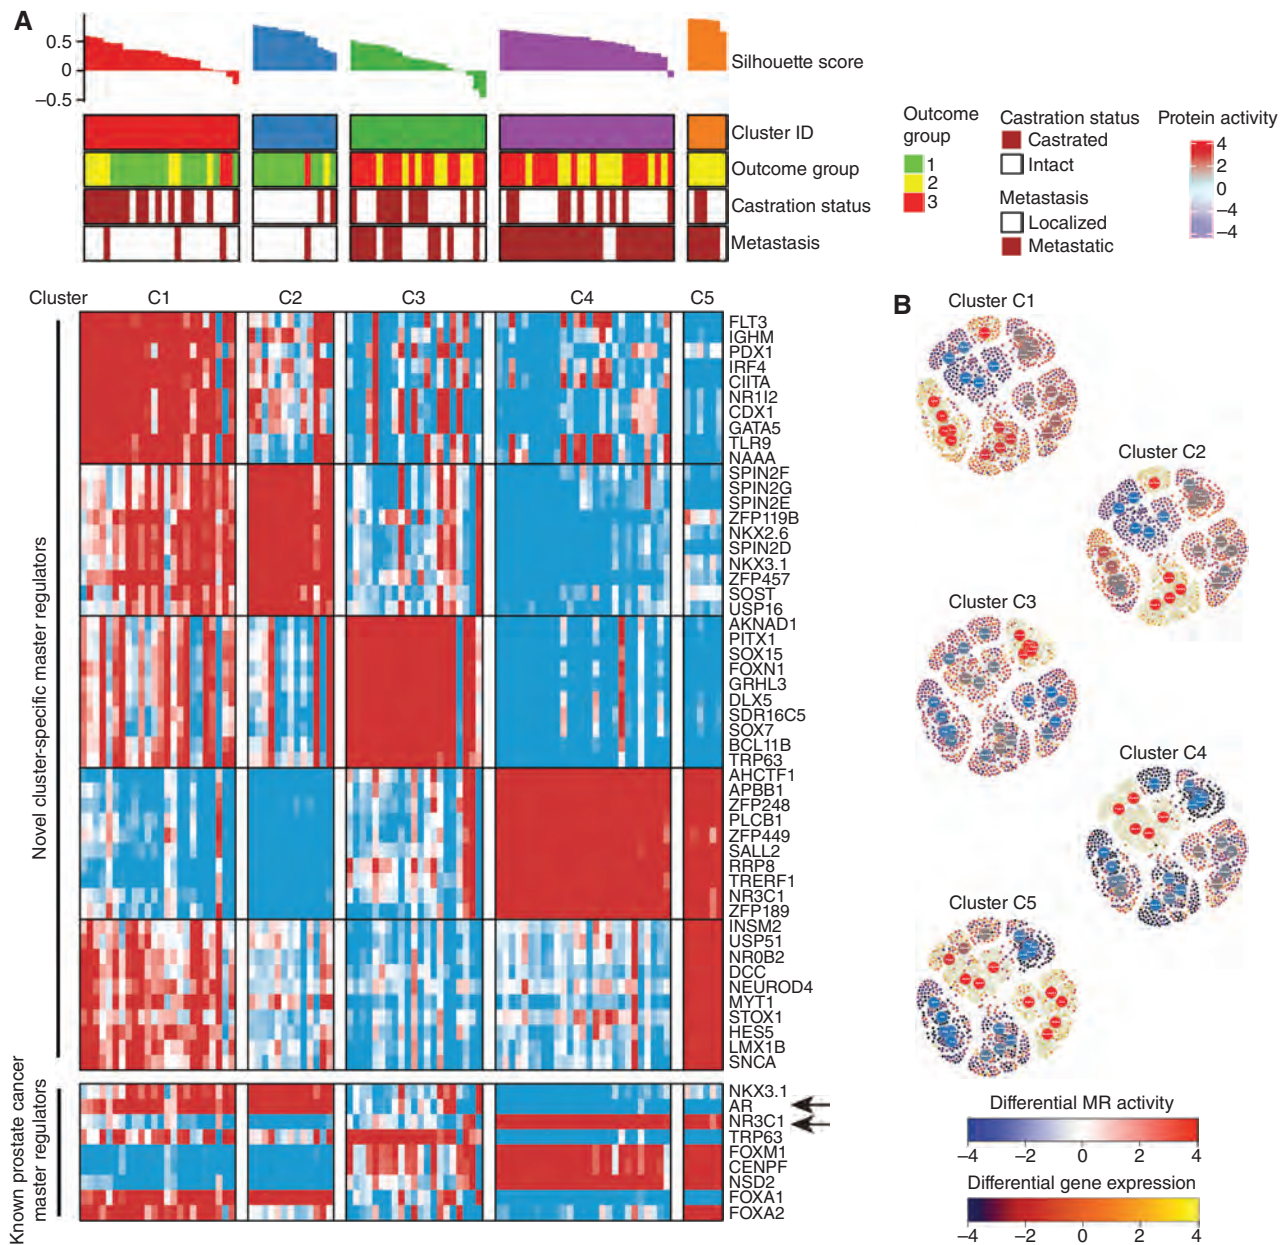 A
0.5
0
−0.5
Silhouette score
Cluster ID
Outcome group
Castration status
Metastasis
Outcome
group
1
2
3
Castration status
Castrated
Intact
Metastasis
Localized
Metastatic
Protein activity
4
2
0
−4
−4
Cluster
C1
C2
C3
C4
C5
Novel cluster-specific master regulators
FLT3
IGHM
PDX1
IRF4
CIITA
NR1I2
CDX1
GATA5
TLR9
NAAA
SPIN2F
SPIN2G
SPIN2E
ZFP119B
NKX2.6
SPIN2D
NKX3.1
ZFP457
SOST
USP16
AKNAD1
PITX1
SOX15
FOXN1
GRHL3
DLX5
SDR16C5
SOX7
BCL11B
TRP63
AHCTF1
APBB1
ZFP248
PLCB1
ZFP449
SALL2
RRP8
TRERF1
NR3C1
ZFP189
INSM2
USP51
NR0B2
DCC
NEUROD4
MYT1
STOX1
HES5
LMX1B
SNCA
Known prostate cancer
master regulators
NKX3.1
AR
NR3C1
TRP63
FOXM1
CENPF
NSD2
FOXA1
FOXA2
B
Cluster C1
Cluster C2
Cluster C3
Cluster C4
Cluster C5
Differential MR activity
−4 −2 0 2 4
Differential gene expression
−4 −2 0 2 4